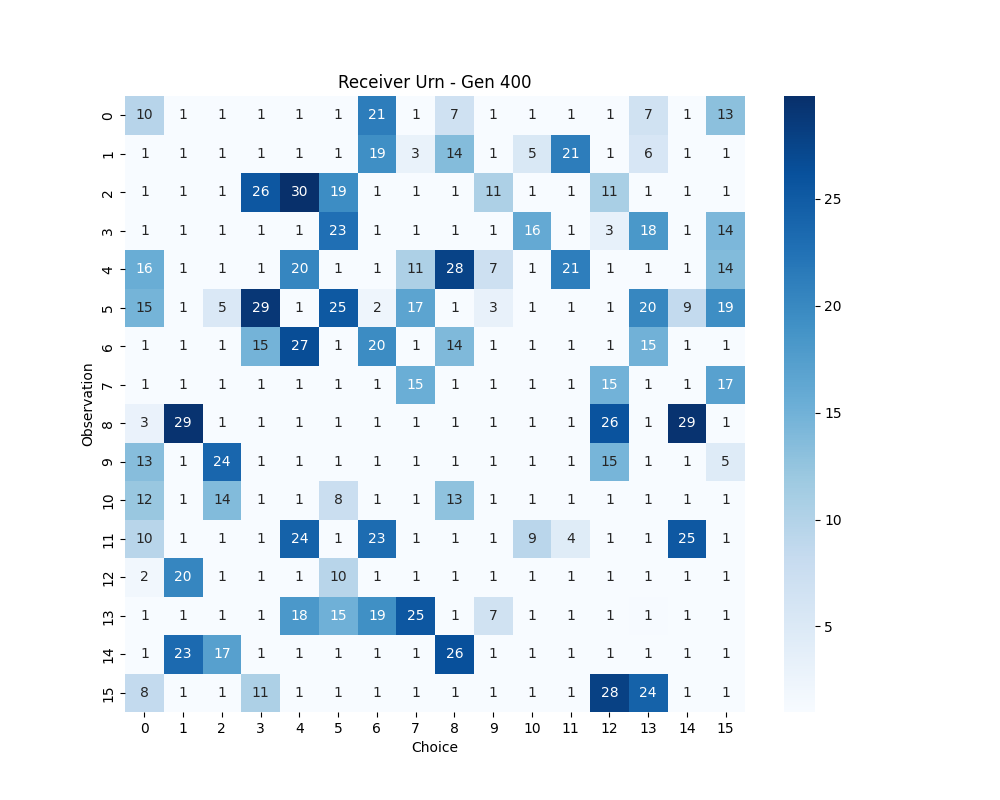 Receiver Urn - Gen 400
0 10 1 1 1 1 1 21 1 7 1 1 1 1 7 1 13
1 1 1 1 1 1 1 19 3 14 1 5 21 1 6 1 1
2 1 1 1 26 30 19 1 1 1 11 1 1 11 1 1 1
3 1 1 1 1 1 23 1 1 1 1 16 1 3 18 1 14
4 16 1 1 1 20 1 1 11 28 7 1 21 1 1 1 14
5 15 1 5 29 1 25 2 17 1 3 1 1 1 20 9 19
6 1 1 1 15 27 1 20 1 14 1 1 1 1 15 1 1
7 1 1 1 1 1 1 1 15 1 1 1 1 15 1 1 17
8 3 29 1 1 1 1 1 1 1 1 1 1 26 1 29 1
9 13 1 24 1 1 1 1 1 1 1 1 1 15 1 1 5
10 12 1 14 1 1 8 1 1 13 1 1 1 1 1 1 1
11 10 1 1 1 24 1 23 1 1 1 9 4 1 1 25 1
12 2 20 1 1 1 10 1 1 1 1 1 1 1 1 1 1
13 1 1 1 1 18 15 19 25 1 7 1 1 1 1 1 1
14 1 23 17 1 1 1 1 1 26 1 1 1 1 1 1 1
15 8 1 1 11 1 1 1 1 1 1 1 1 28 24 1 1
0 1 2 3 4 5 6 7 8 9 10 11 12 13 14 15
Choice
Observation
25
20
15
10
5